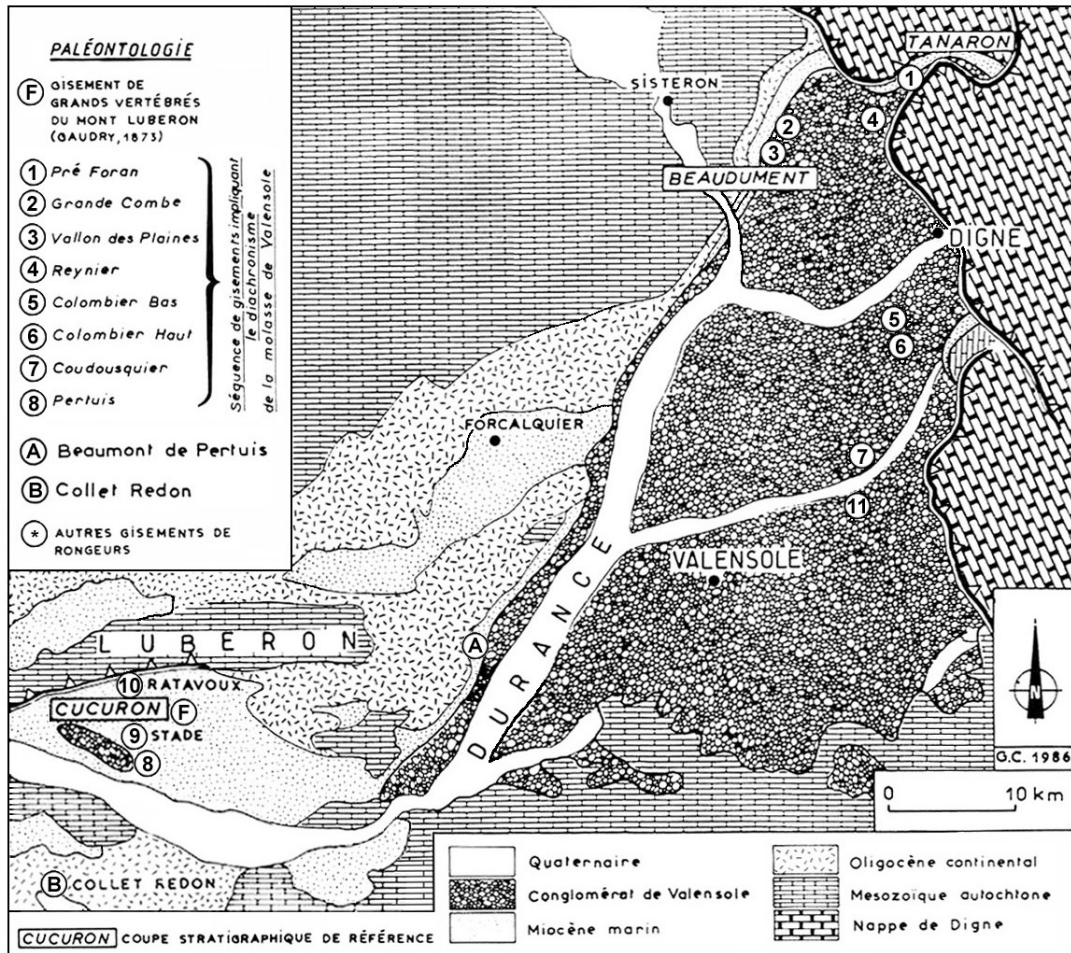 PALÉONTOLOGIE
F GISEMENT DE
GRANDS VERTÉBRÉS
DU MONT LUBERON
(GAUDRY, 1873)
1 Pré Foran
2 Grande Combe
3 Vallon des Plaines
4 Reynier
5 Colombier Bas
6 Colombier Haut
7 Coudousquier
8 Pertuis
Séquence de gisements impliquant
le diachronisme
de la molasse de Valensole
A Beaumont de Pertuis
B Collet Redon
* AUTRES GISEMENTS DE
RONGEURS
TANARON
1
SISTERON
2
4
3
BEAUDUMENT
DIGNE
5
6
FORCALQUIER
7
11
VALENSOLE
DURANCE
LUBERON
A
10 RATAVOUX
CUCURON F
9 STADE
8
N
G.C. 1986
0 10 km
B COLLET REDON
CUCURON COUPE STRATIGRAPHIQUE DE RÉFÉRENCE
Quaternaire
Conglomérat de Valensole
Miocène marin
Oligocène continental
Mesozoïque autochtone
Nappe de Digne